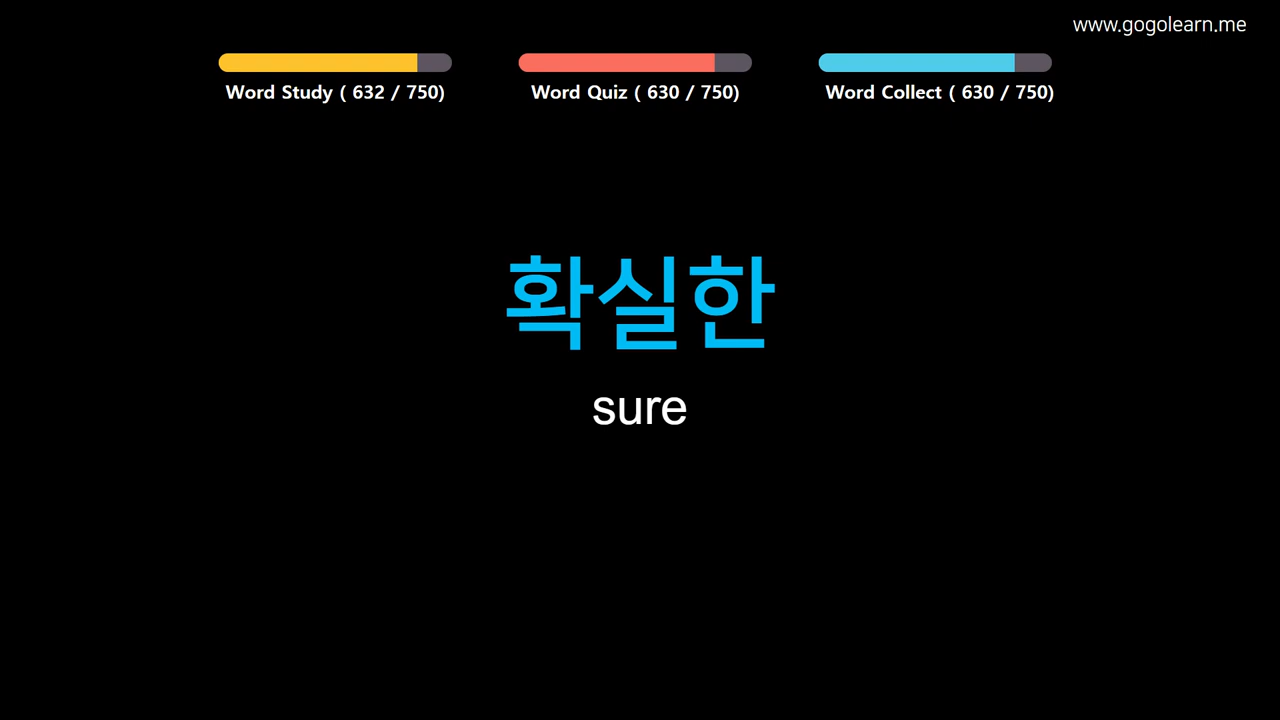 www.gogolearn.me
Word Study ( 632 / 750)
Word Quiz ( 630 / 750)
Word Collect ( 630 / 750)
확실한
sure